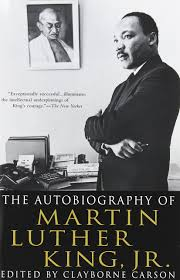 "Exceptionally successful...illuminates
the intellectual underpinnings of
King's courage." —The New Yorker
THE AUTOBIOGRAPHY OF
MARTIN
LUTHER
KING, JR.
EDITED BY CLAYBORNE CARSON